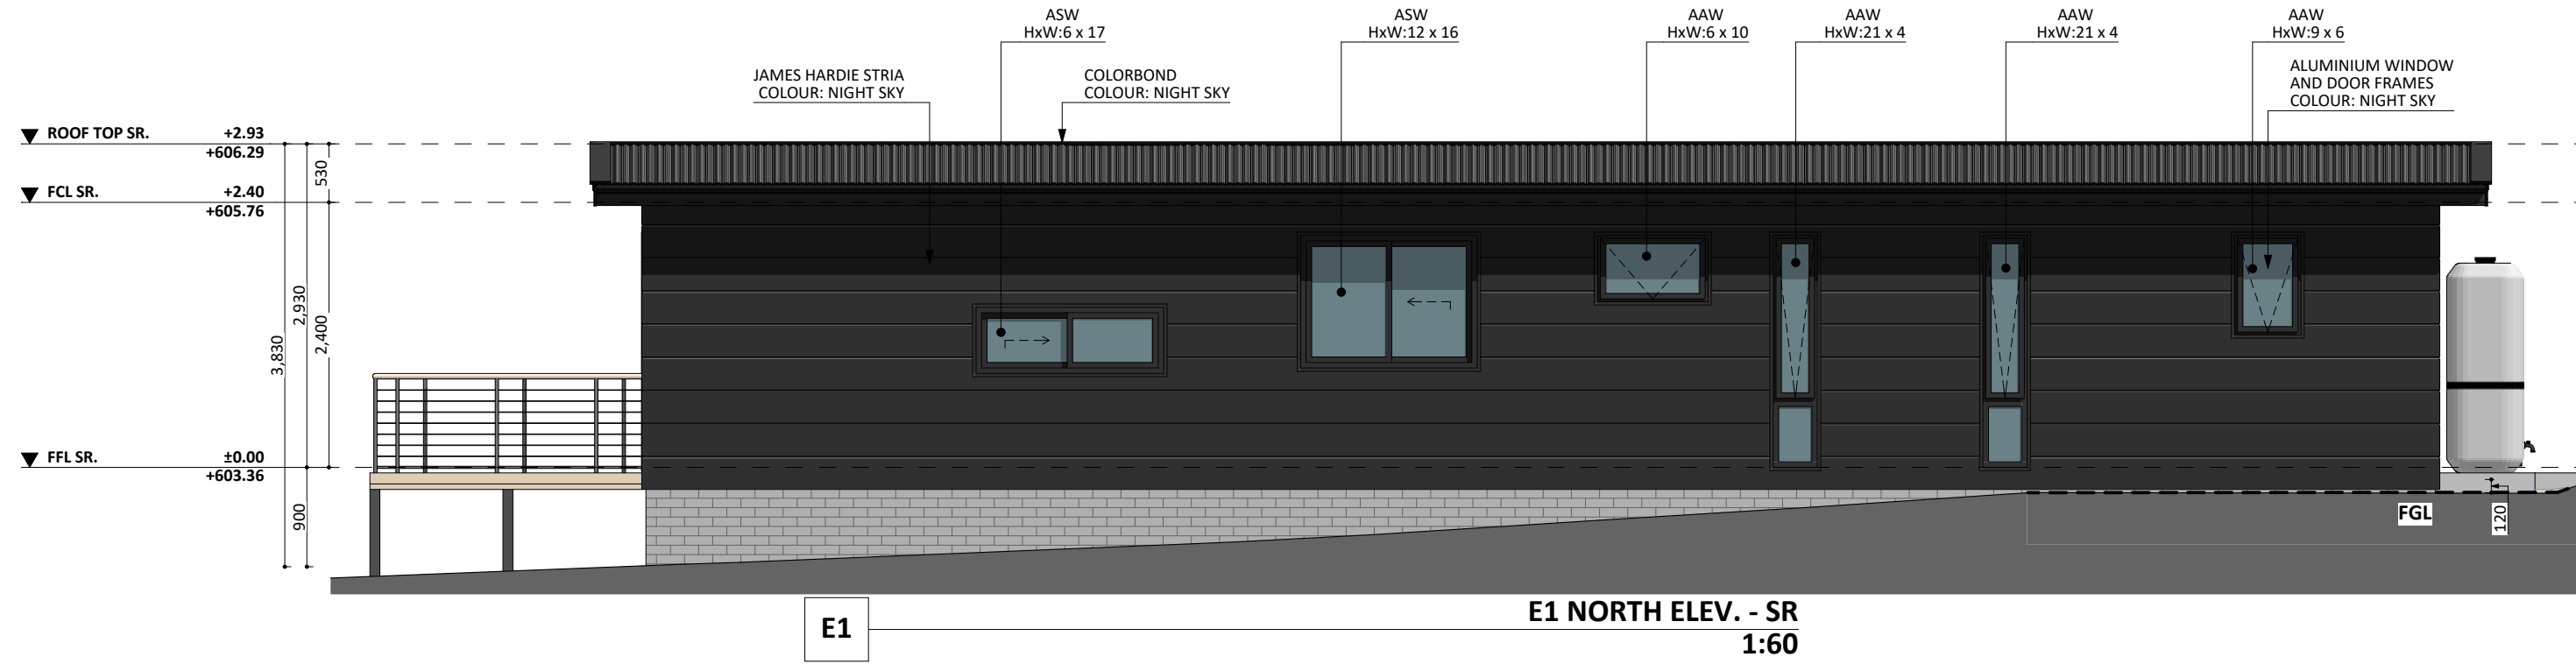 ASW
HxW:6 x 17
ASW
HxW:12 x 16
AAW
HxW:6 x 10
AAW
HxW:21 x 4
AAW
HxW:21 x 4
AAW
HxW:9 x 6
JAMES HARDIE STRIA
COLOUR: NIGHT SKY
COLORBOND
COLOUR: NIGHT SKY
ALUMINIUM WINDOW
AND DOOR FRAMES
COLOUR: NIGHT SKY
ROOF TOP SR. +2.93
+606.29
FCL SR. +2.40
+605.76
FFL SR. ±0.00
+603.36
3,830
2,930
900
530
2,400
FGL
120
E1
E1 NORTH ELEV. - SR
1:60